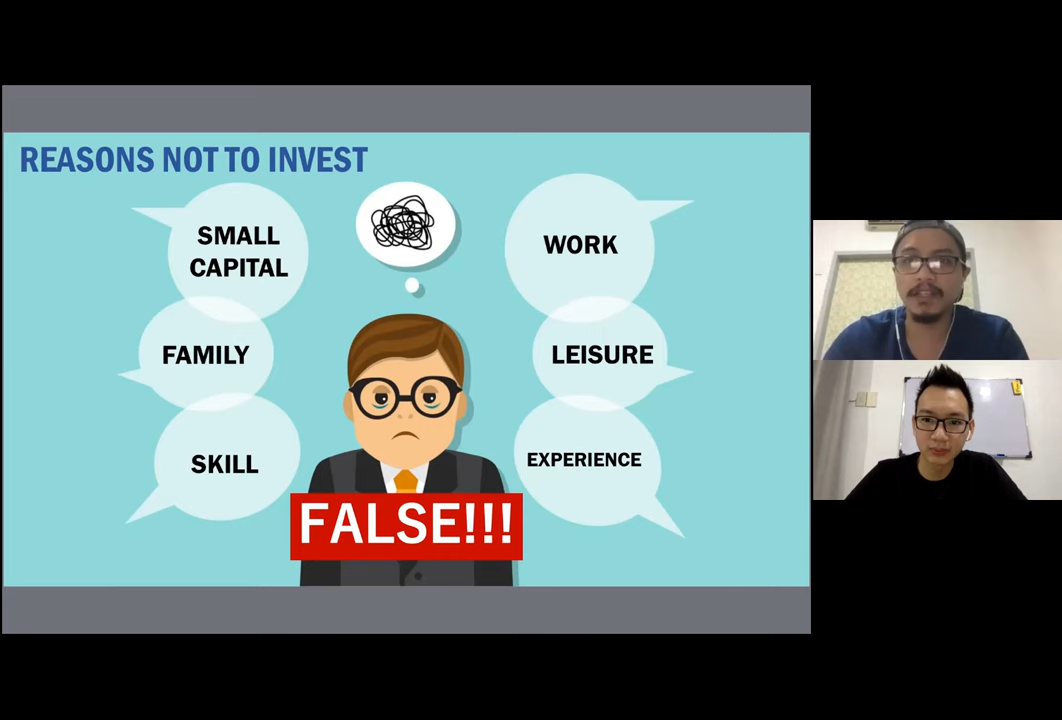 REASONS NOT TO INVEST
SMALL
CAPITAL
WORK
FAMILY
LEISURE
SKILL
EXPERIENCE
FALSE!!!